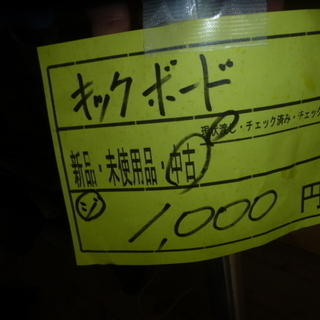 キックボード
現状渡し・チェック済み・チェック
新品・未使用品・中古
ジ 1,000 円